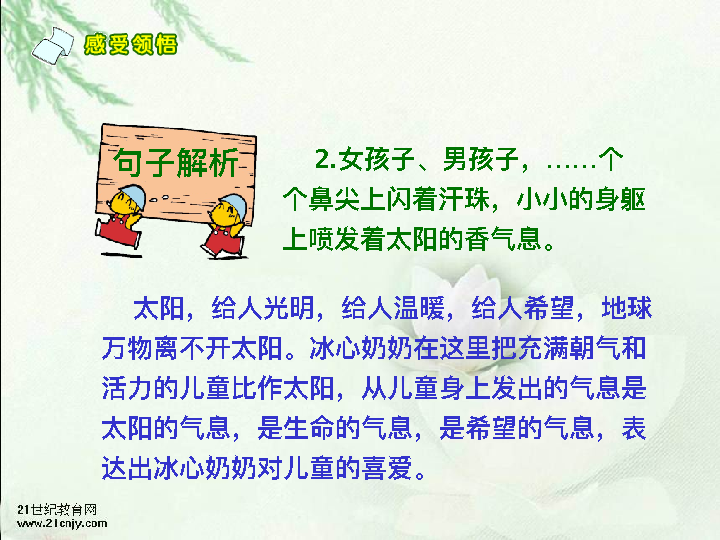 感受领悟
句子解析
2.女孩子、男孩子，……个
个鼻尖上闪着汗珠，小小的身躯
上喷发着太阳的香气息。
太阳，给人光明，给人温暖，给人希望，地球
万物离不开太阳。冰心奶奶在这里把充满朝气和
活力的儿童比作太阳，从儿童身上发出的气息是
太阳的气息，是生命的气息，是希望的气息，表
达出冰心奶奶对儿童的喜爱。
21世纪教育网
www.21cnjy.com